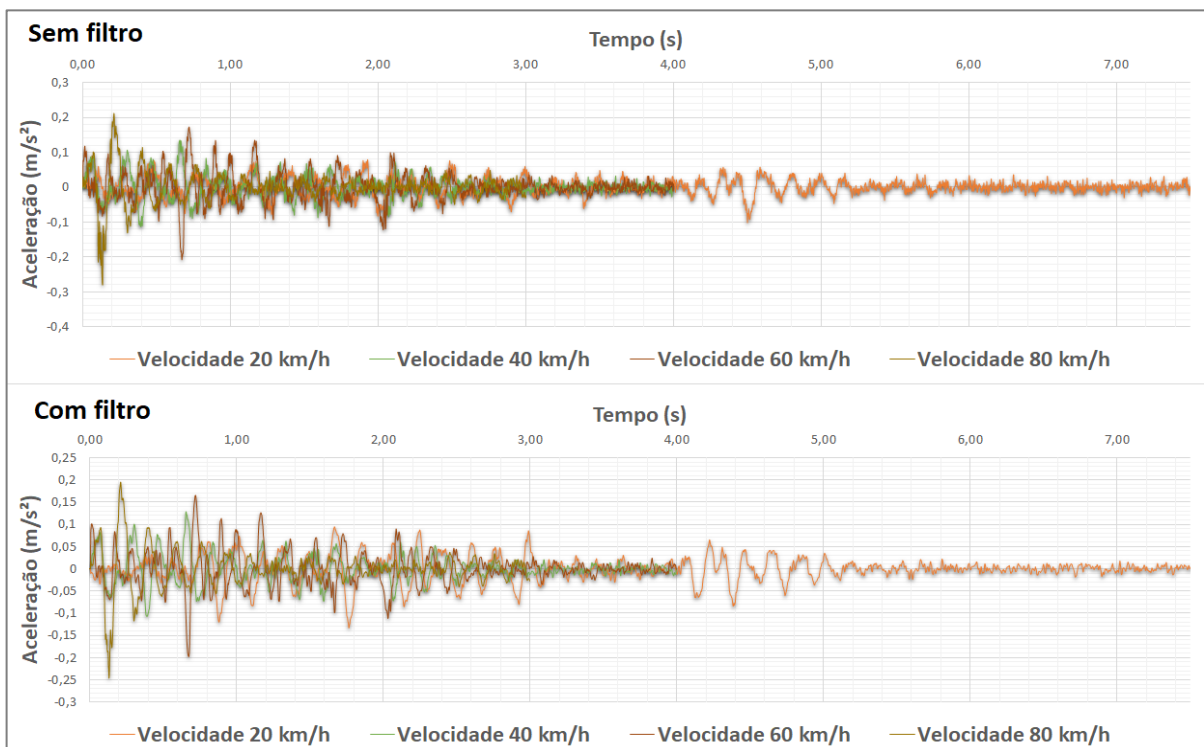 Sem filtro
Tempo (s)
0,00 1,00 2,00 3,00 4,00 5,00 6,00 7,00
Aceleração (m/s²)
0,3
0,2
0,1
0
-0,1
-0,2
-0,3
-0,4
Velocidade 20 km/h Velocidade 40 km/h Velocidade 60 km/h Velocidade 80 km/h
Com filtro
Tempo (s)
0,00 1,00 2,00 3,00 4,00 5,00 6,00 7,00
Aceleração (m/s²)
0,25
0,2
0,15
0,1
0,05
0
-0,05
-0,1
-0,15
-0,2
-0,25
-0,3
Velocidade 20 km/h Velocidade 40 km/h Velocidade 60 km/h Velocidade 80 km/h